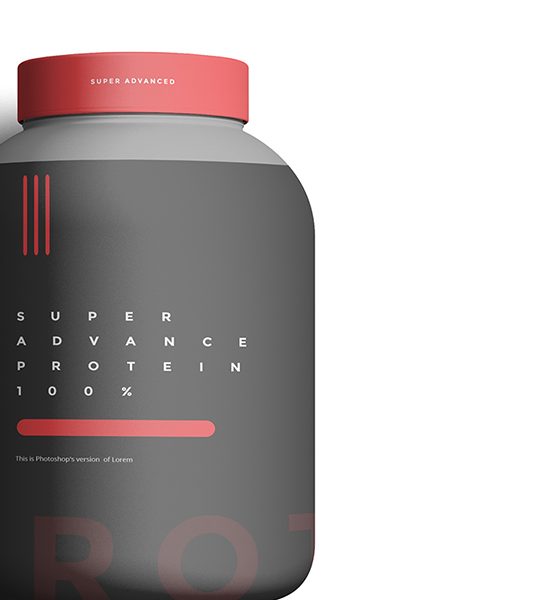 SUPER ADVANCED
SUPER
ADVANCE
PROTEIN
100%
This is Photoshop's version of Lorem
ROT